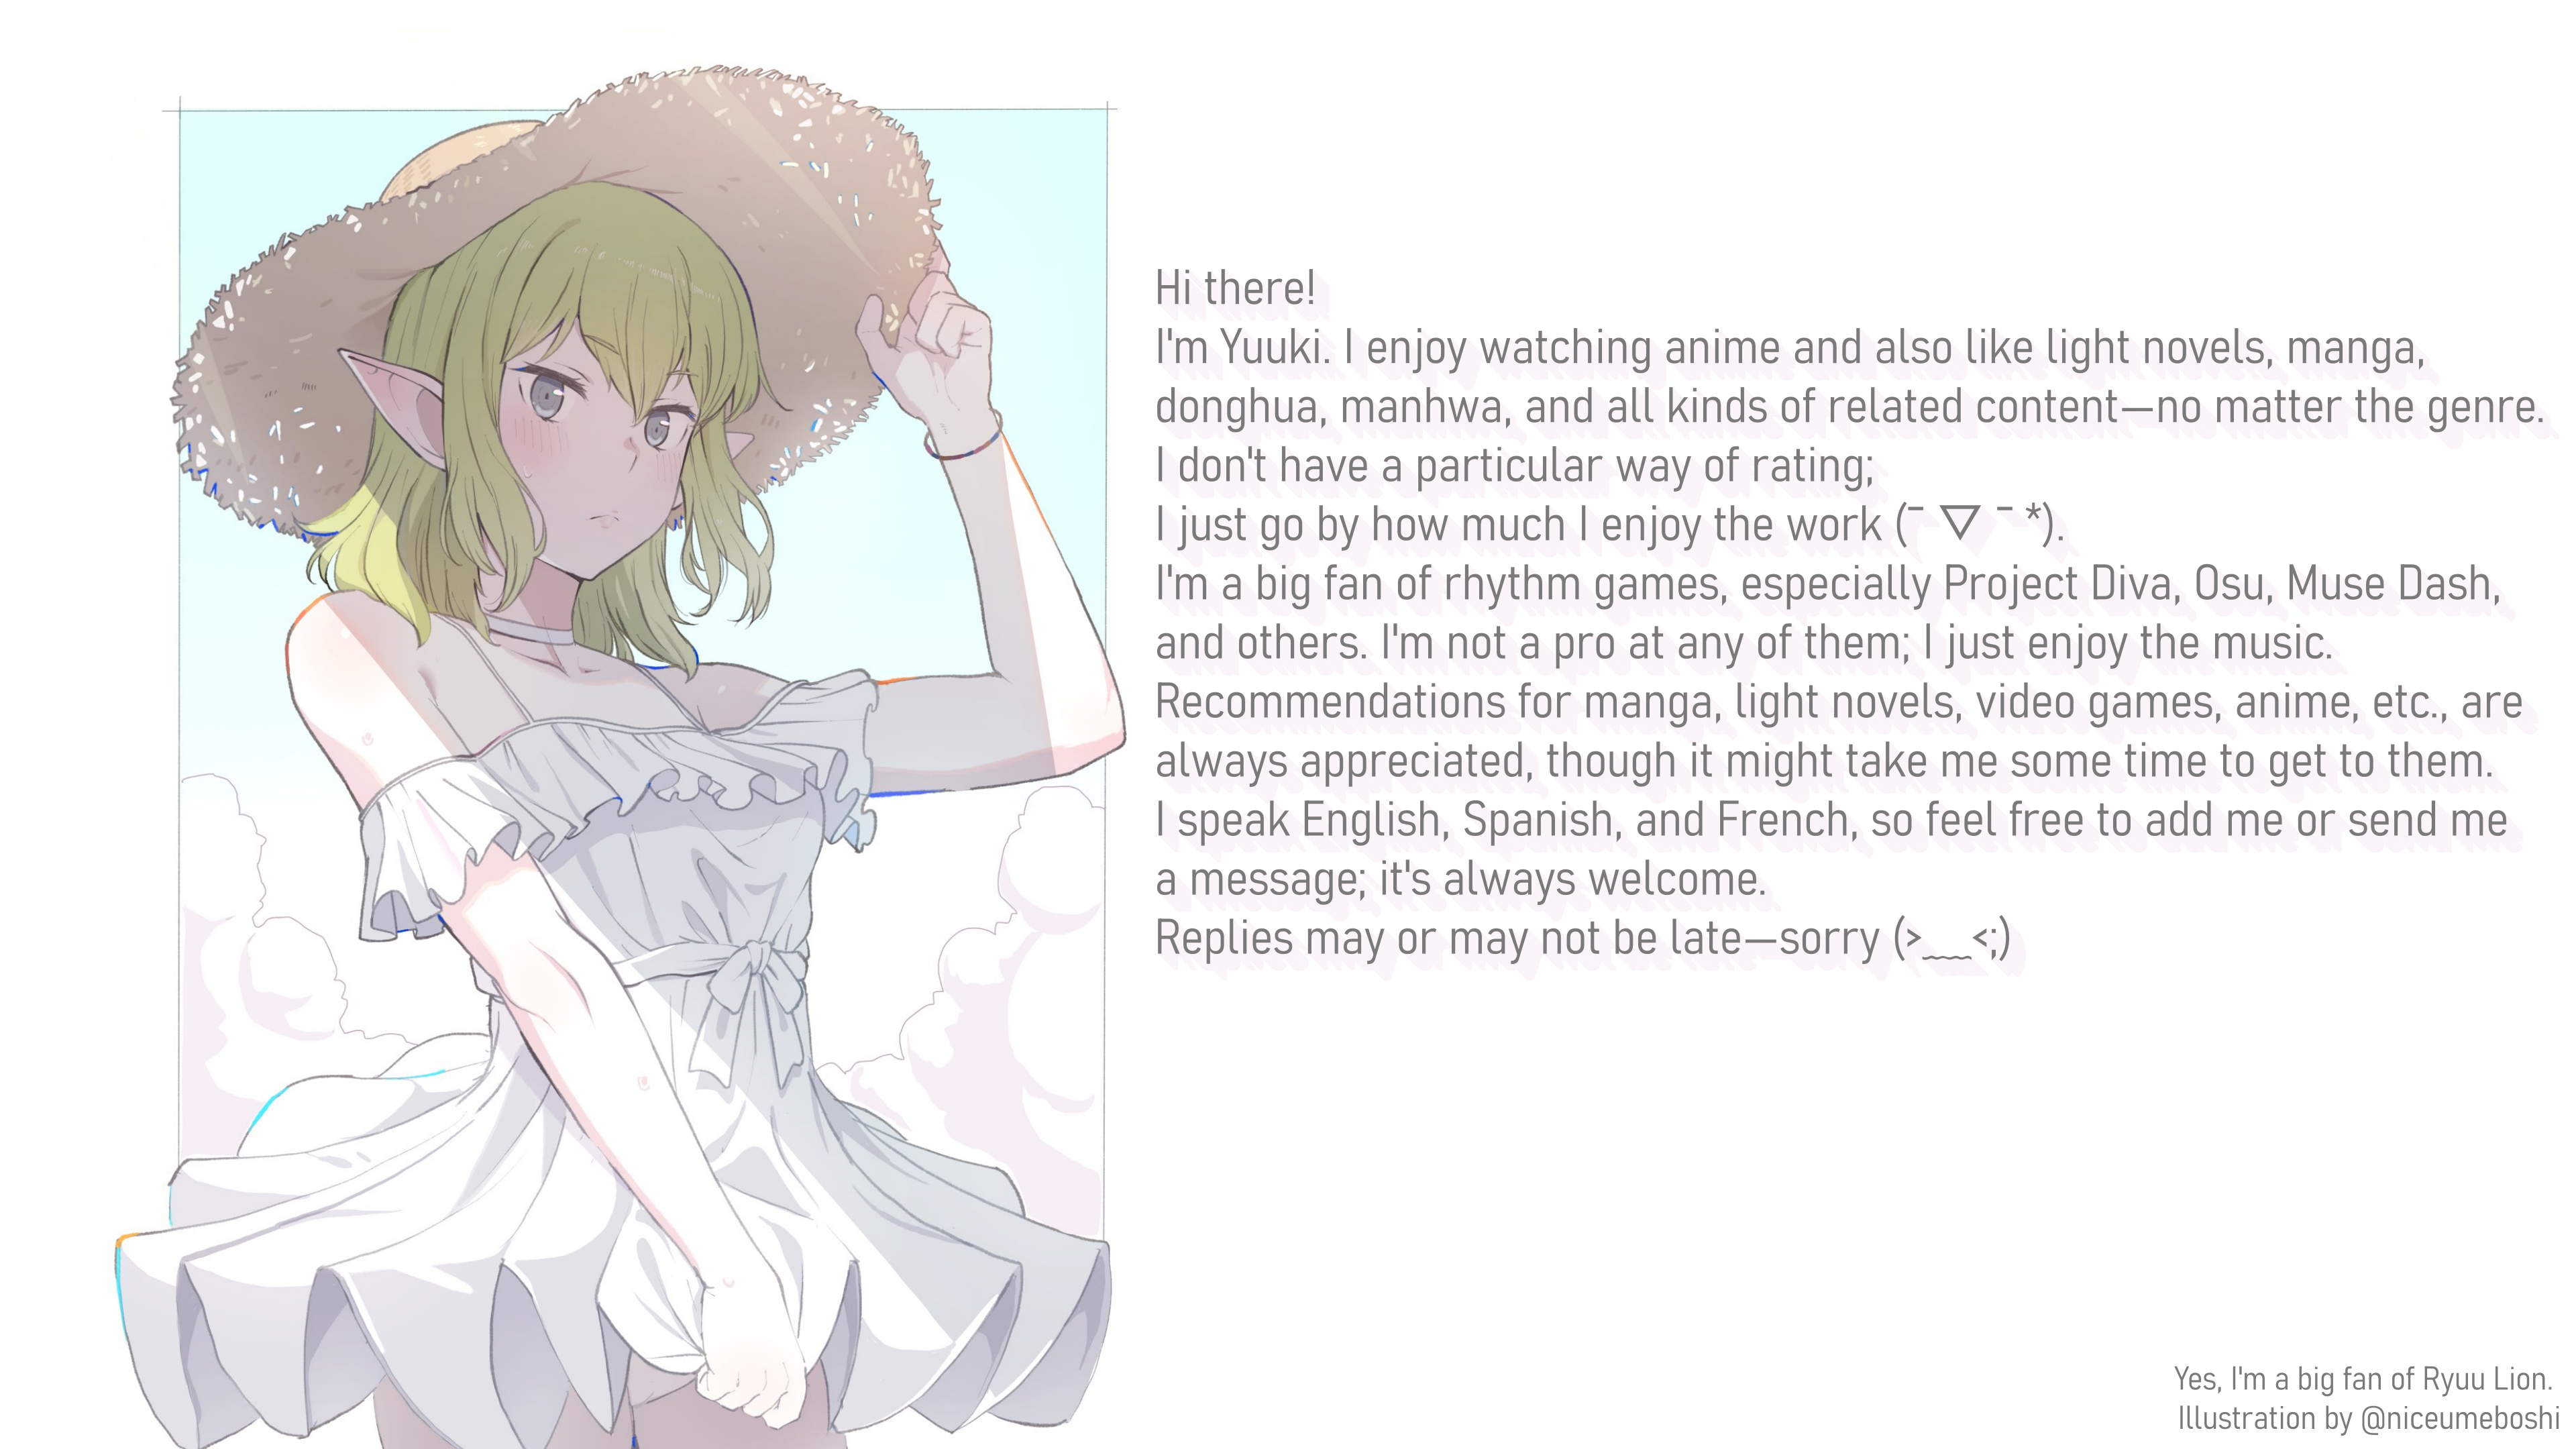 Hi there!
I'm Yuuki. I enjoy watching anime and also like light novels, manga,
donghua, manhwa, and all kinds of related content—no matter the genre.
I don't have a particular way of rating;
I just go by how much I enjoy the work (¯ ▽ ¯ *).
I'm a big fan of rhythm games, especially Project Diva, Osu, Muse Dash,
and others. I'm not a pro at any of them; I just enjoy the music.
Recommendations for manga, light novels, video games, anime, etc., are
always appreciated, though it might take me some time to get to them.
I speak English, Spanish, and French, so feel free to add me or send me
a message; it's always welcome.
Replies may or may not be late—sorry (>﹏<;)
Yes, I'm a big fan of Ryuu Lion.
Illustration by @niceumeboshi